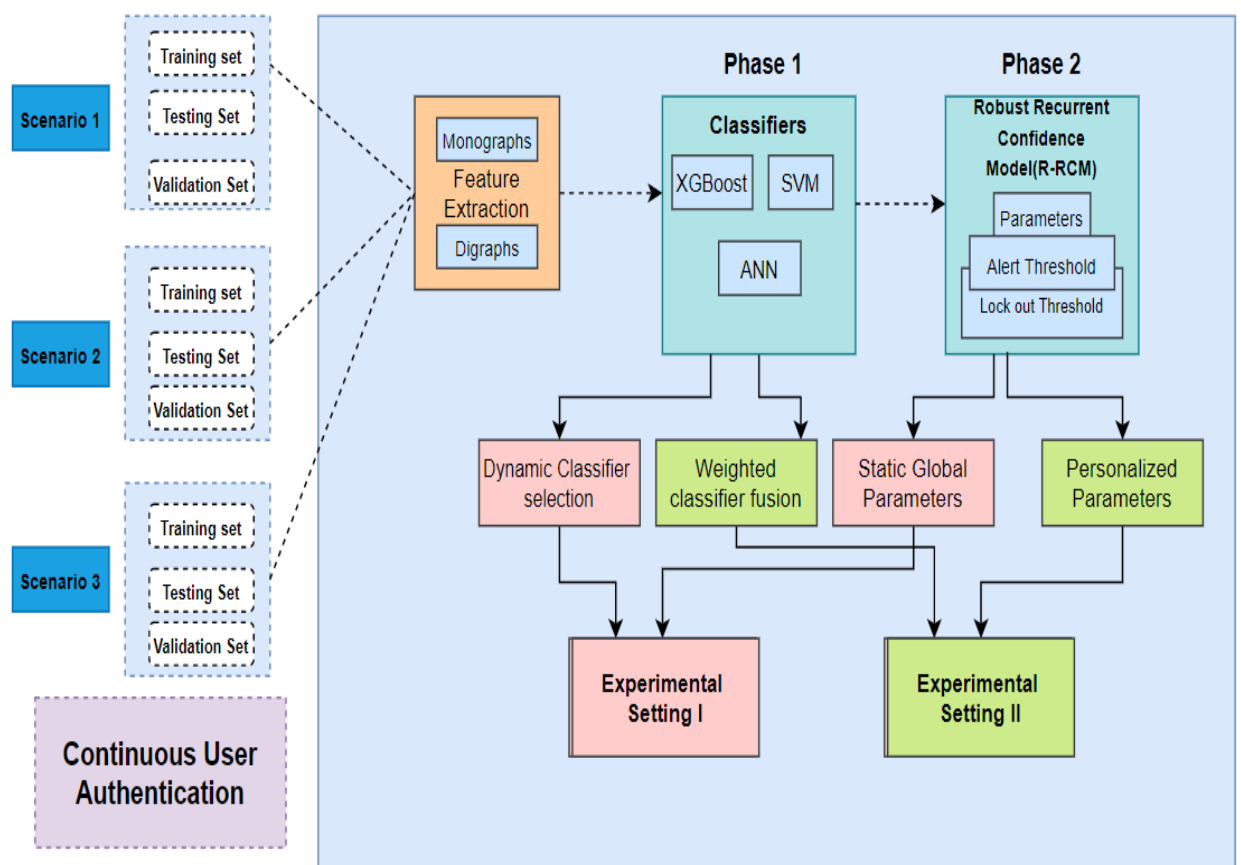 Scenario 1
Training set
Testing Set
Validation Set
Scenario 2
Training set
Testing Set
Validation Set
Scenario 3
Training set
Testing Set
Validation Set
Continuous User
Authentication
Monographs
Feature
Extraction
Digraphs
Phase 1
Classifiers
XGBoost
SVM
ANN
Phase 2
Robust Recurrent
Confidence
Model(R-RCM)
Parameters
Alert Threshold
Lock out Threshold
Dynamic Classifier
selection
Weighted
classifier fusion
Static Global
Parameters
Personalized
Parameters
Experimental
Setting I
Experimental
Setting II